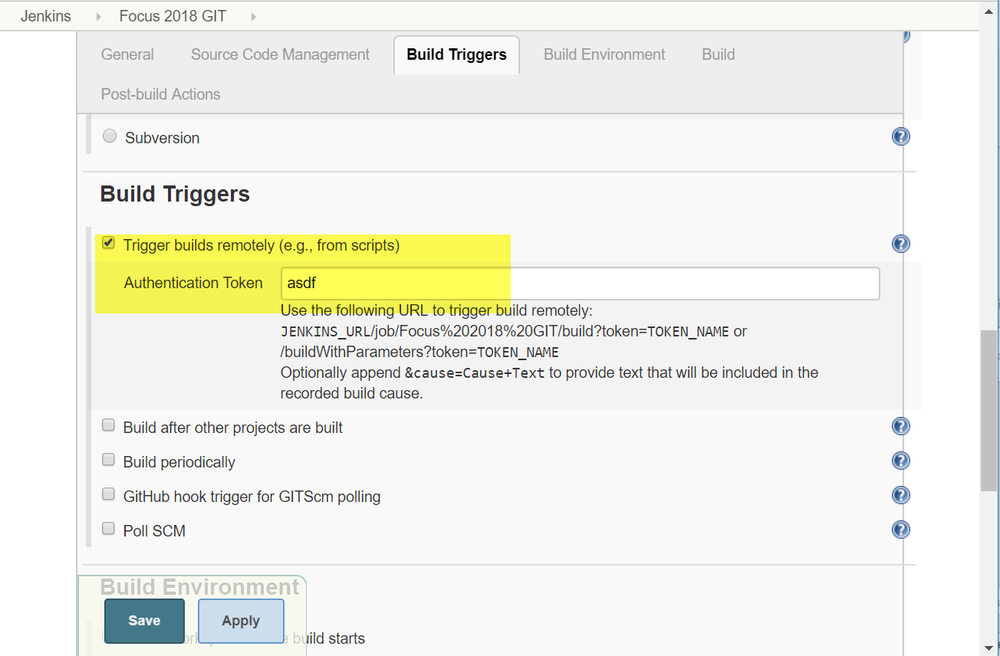 Jenkins Focus 2018 GIT
General Source Code Management Build Triggers Build Environment Build
Post-build Actions
Subversion
Build Triggers
Trigger builds remotely (e.g., from scripts)
Authentication Token asdf
Use the following URL to trigger build remotely:
JENKINS_URL/job/Focus%202018%20GIT/build?token=TOKEN_NAME or
/buildWithParameters?token=TOKEN_NAME
Optionally append &cause=Cause+Text to provide text that will be included in the
recorded build cause.
Build after other projects are built
Build periodically
GitHub hook trigger for GITScm polling
Poll SCM
Build Environment
Save Apply
build starts